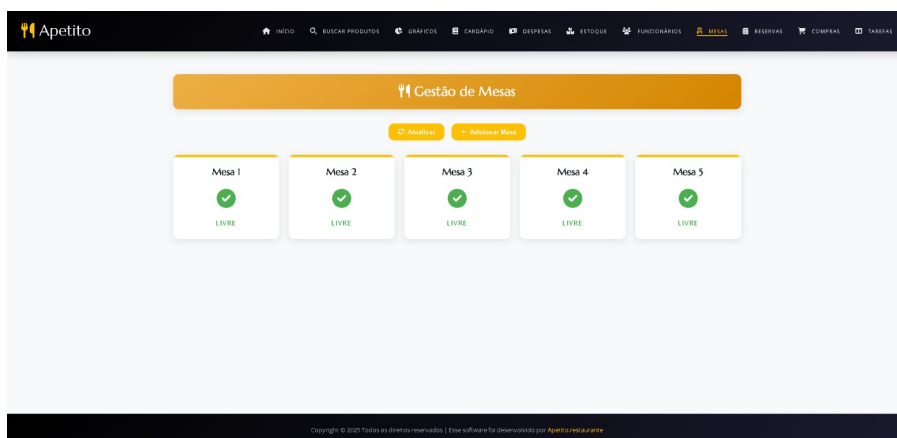 Apetito
INÍCIO BUSCAR PRODUTOS GRÁFICOS CARDÁPIO DESPESAS ESTOQUE FUNCIONÁRIOS MESAS RESERVAS COMPRAS TAREFAS
Gestão de Mesas
Atualizar + Adicionar Mesa
Mesa 1 Mesa 2 Mesa 3 Mesa 4 Mesa 5
LIVRE LIVRE LIVRE LIVRE LIVRE
Copyright © 2025 Todos os direitos reservados | Esse software foi desenvolvido por Apetito.restaurante